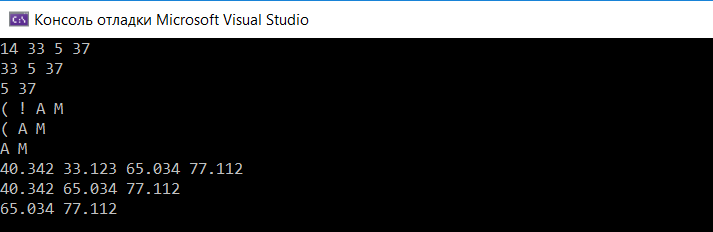 C:\ Консоль отладки Microsoft Visual Studio
14 33 5 37
33 5 37
5 37
( ! A M
( A M
A M
40.342 33.123 65.034 77.112
40.342 65.034 77.112
65.034 77.112